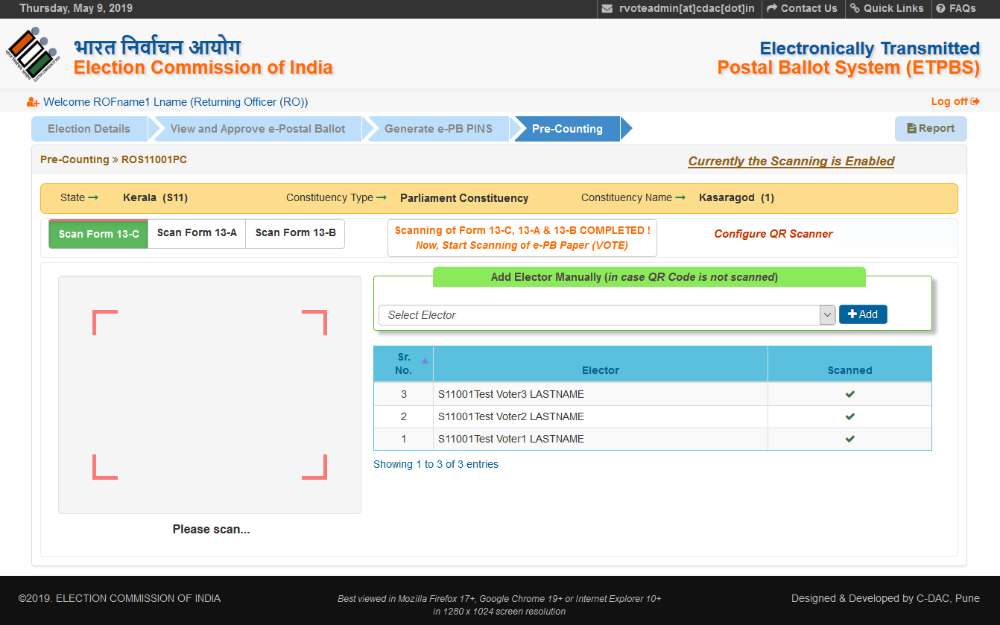 Thursday, May 9, 2019
rvoteadmin[at]cdac[dot]in
Contact Us
Quick Links
FAQs
भारत निर्वाचन आयोग
Election Commission of India
Electronically Transmitted
Postal Ballot System (ETPBS)
Welcome ROFname1 Lname (Returning Officer (RO))
Log off
Election Details
View and Approve e-Postal Ballot
Generate e-PB PINS
Pre-Counting
Report
Pre-Counting » ROS11001PC
Currently the Scanning is Enabled
State → Kerala (S11)
Constituency Type → Parliament Constituency
Constituency Name → Kasaragod (1)
Scan Form 13-C
Scan Form 13-A
Scan Form 13-B
Scanning of Form 13-C, 13-A & 13-B COMPLETED !
Now, Start Scanning of e-PB Paper (VOTE)
Configure QR Scanner
Add Elector Manually (in case QR Code is not scanned)
Select Elector
Add
Sr. No. Elector Scanned
3 S11001Test Voter3 LASTNAME
2 S11001Test Voter2 LASTNAME
1 S11001Test Voter1 LASTNAME
Showing 1 to 3 of 3 entries
Please scan...
©2019. ELECTION COMMISSION OF INDIA
Best viewed in Mozilla Firefox 17+, Google Chrome 19+ or Internet Explorer 10+
in 1280 x 1024 screen resolution
Designed & Developed by C-DAC, Pune